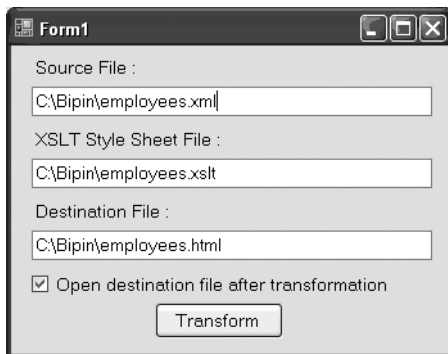 Form1
Source File :
C:\Bipin\employees.xml
XSLT Style Sheet File :
C:\Bipin\employees.xslt
Destination File :
C:\Bipin\employees.html
Open destination file after transformation
Transform